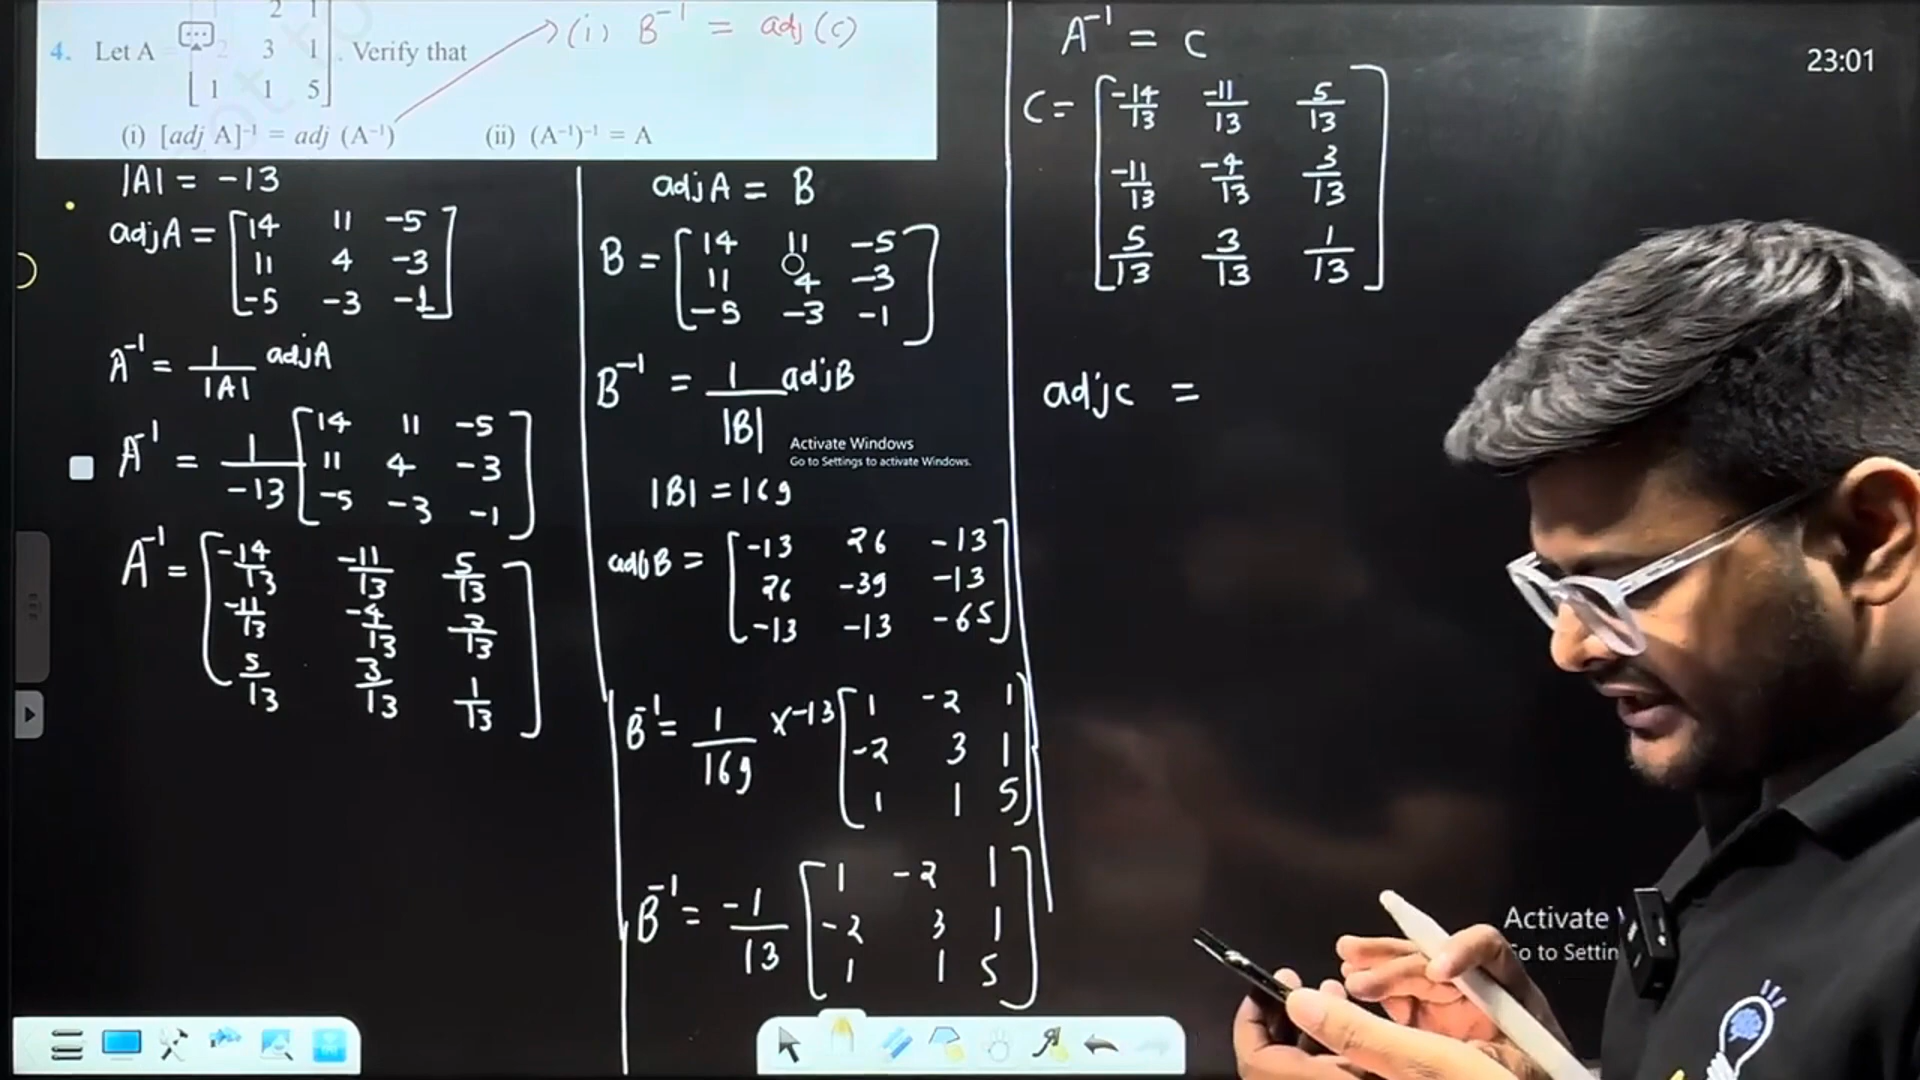 2 1
4. Let A 2 3 1 . Verify that
1 1 5
(i) B⁻¹ = adj (c)
(i) [adj A]⁻¹ = adj (A⁻¹) (ii) (A⁻¹)⁻¹ = A
|A| = -13
adjA = [14 11 -5
11 4 -3
-5 -3 -1]
A⁻¹ = 1/|A| adjA
A⁻¹ = 1/-13 [14 11 -5
11 4 -3
-5 -3 -1]
A⁻¹ = [-14/13 -11/13 5/13
-11/13 -4/13 3/13
5/13 3/13 1/13]
adjA = B
B = [14 11 -5
11 4 -3
-5 -3 -1]
B⁻¹ = 1/|B| adjB
Activate Windows
Go to Settings to activate Windows.
|B| = 169
adjB = [-13 26 -13
26 -39 -13
-13 -13 -65]
B⁻¹ = 1/169 x -13 [1 -2 1
-2 3 1
1 1 5]
B⁻¹ = -1/13 [1 -2 1
-2 3 1
1 1 5]
A⁻¹ = c
C = [-14/13 -11/13 5/13
-11/13 -4/13 3/13
5/13 3/13 1/13]
adjc =
23:01
Activate
Go to Settin